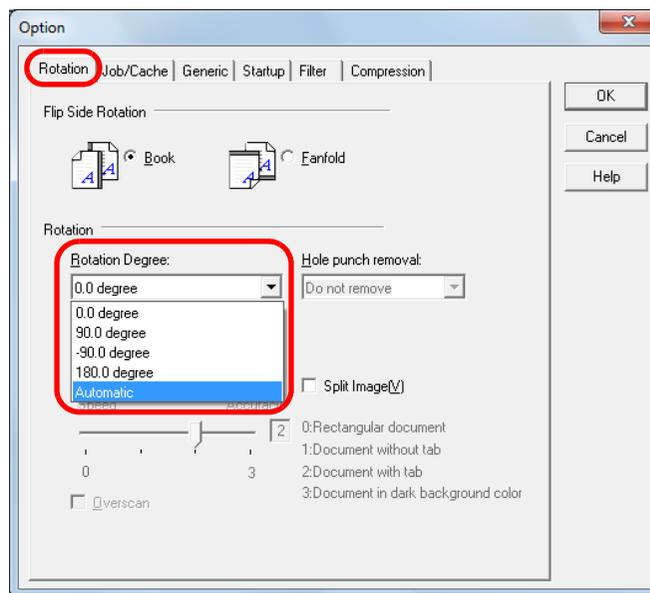 Option
Rotation Job/Cache Generic Startup Filter Compression
OK
Cancel
Help
Flip Side Rotation
A A Book
A A Fanfold
Rotation
Rotation Degree:
0.0 degree
0.0 degree
90.0 degree
-90.0 degree
180.0 degree
Automatic
Hole punch removal:
Do not remove
Split Image(V)
Speed Accuracy
2
0 3
0:Rectangular document
1:Document without tab
2:Document with tab
3:Document in dark background color
Overscan